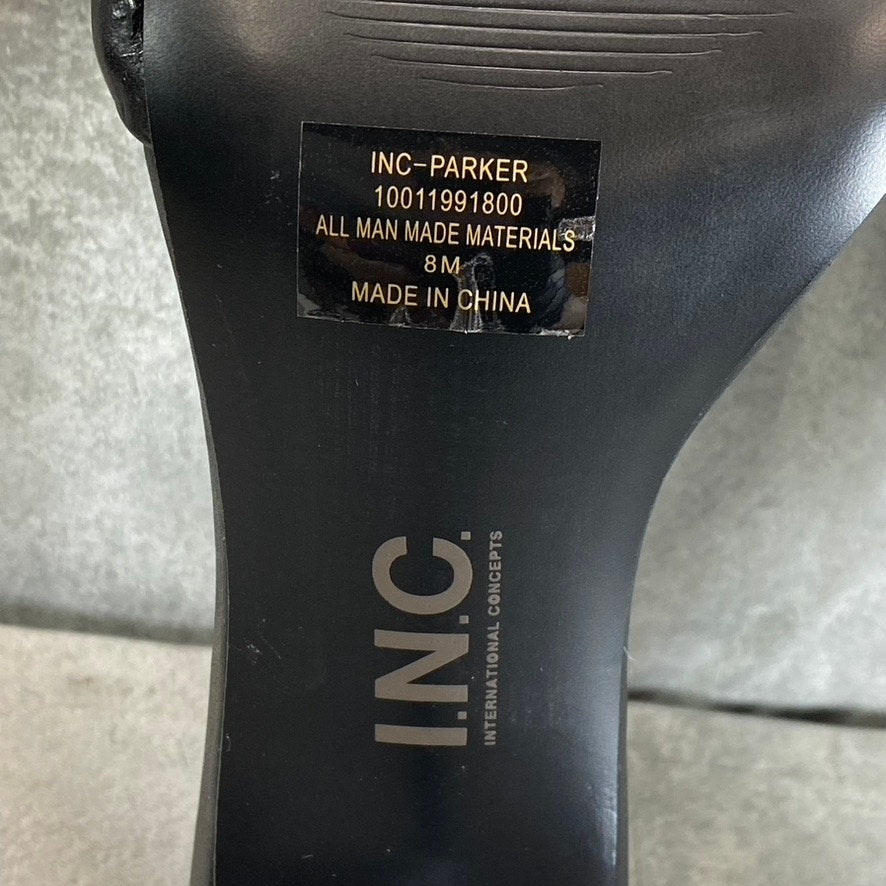 INC-PARKER
10011991800
ALL MAN MADE MATERIALS
8M
MADE IN CHINA
I.N.C.
INTERNATIONAL CONCEPTS